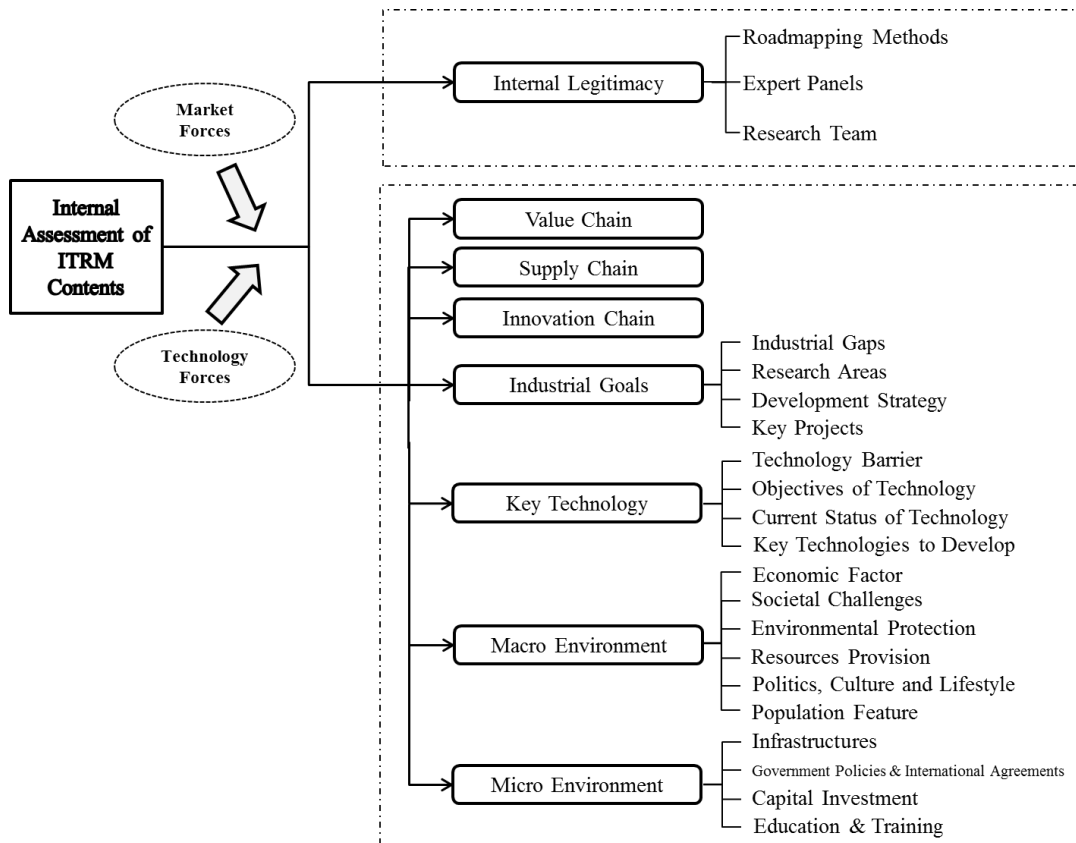 Roadmapping Methods
Internal Legitimacy
Expert Panels
Research Team
Market
Forces
Internal
Assessment of
ITRM
Contents
Technology
Forces
Value Chain
Supply Chain
Innovation Chain
Industrial Goals
Industrial Gaps
Research Areas
Development Strategy
Key Projects
Key Technology
Technology Barrier
Objectives of Technology
Current Status of Technology
Key Technologies to Develop
Macro Environment
Economic Factor
Societal Challenges
Environmental Protection
Resources Provision
Politics, Culture and Lifestyle
Population Feature
Micro Environment
Infrastructures
Government Policies & International Agreements
Capital Investment
Education & Training